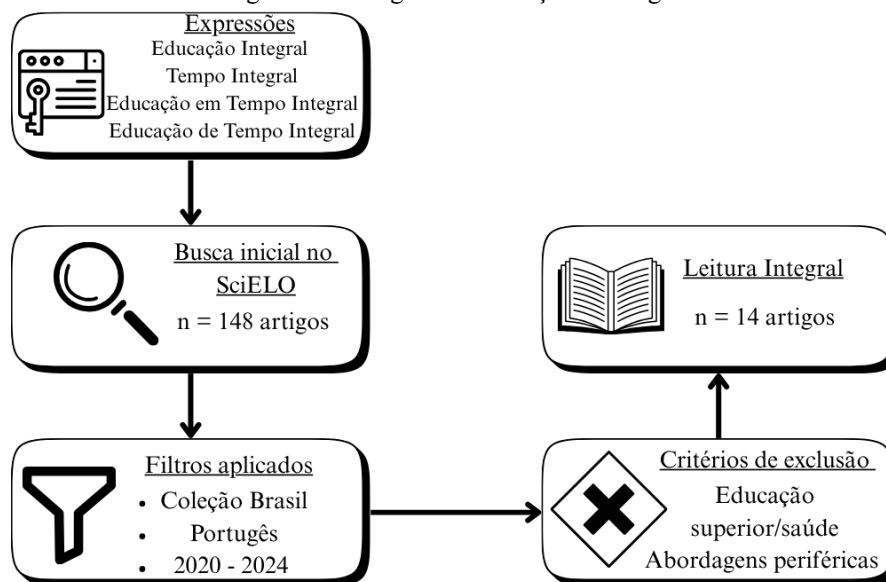 Expressões
Educação Integral
Tempo Integral
Educação em Tempo Integral
Educação de Tempo Integral
Busca inicial no
SciELO
n = 148 artigos
Filtros aplicados
• Coleção Brasil
• Portugês
• 2020 - 2024
Critérios de exclusão
Educação
superior/saúde
Abordagens periféricas
Leitura Integral
n = 14 artigos